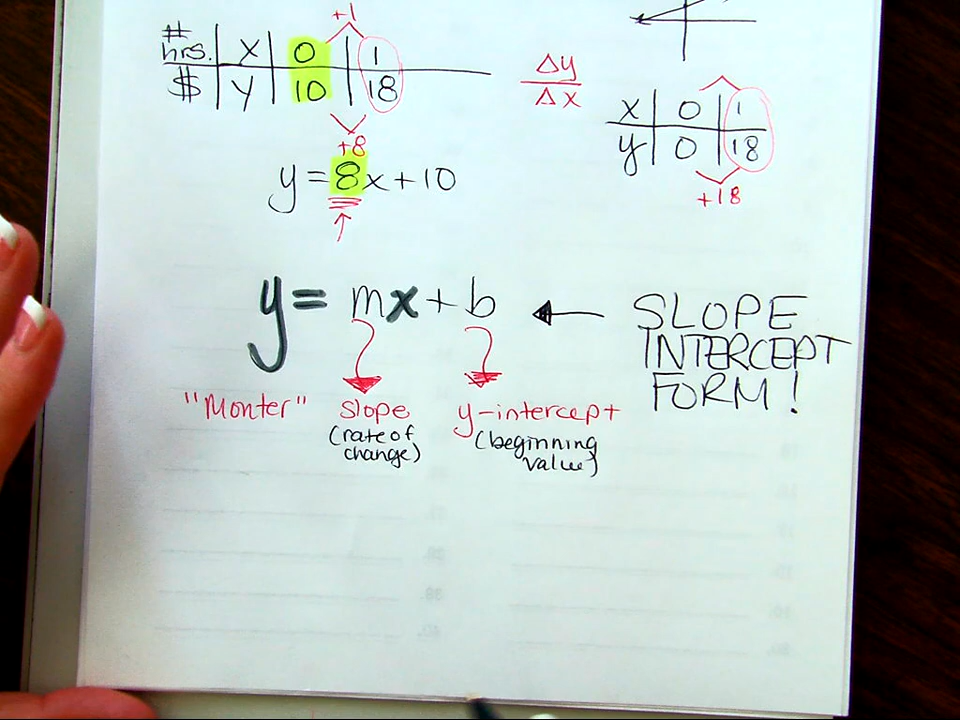 # hrs. | x | 0 | 1
$ | y | 10 | 18
+1
+8
y = 8x + 10
Δy
Δx
x | 0 | 1
y | 0 | 18
+18
y = mx + b
SLOPE
INTERCEPT
FORM!
"Monter" slope y-intercept
(rate of change) (beginning value)